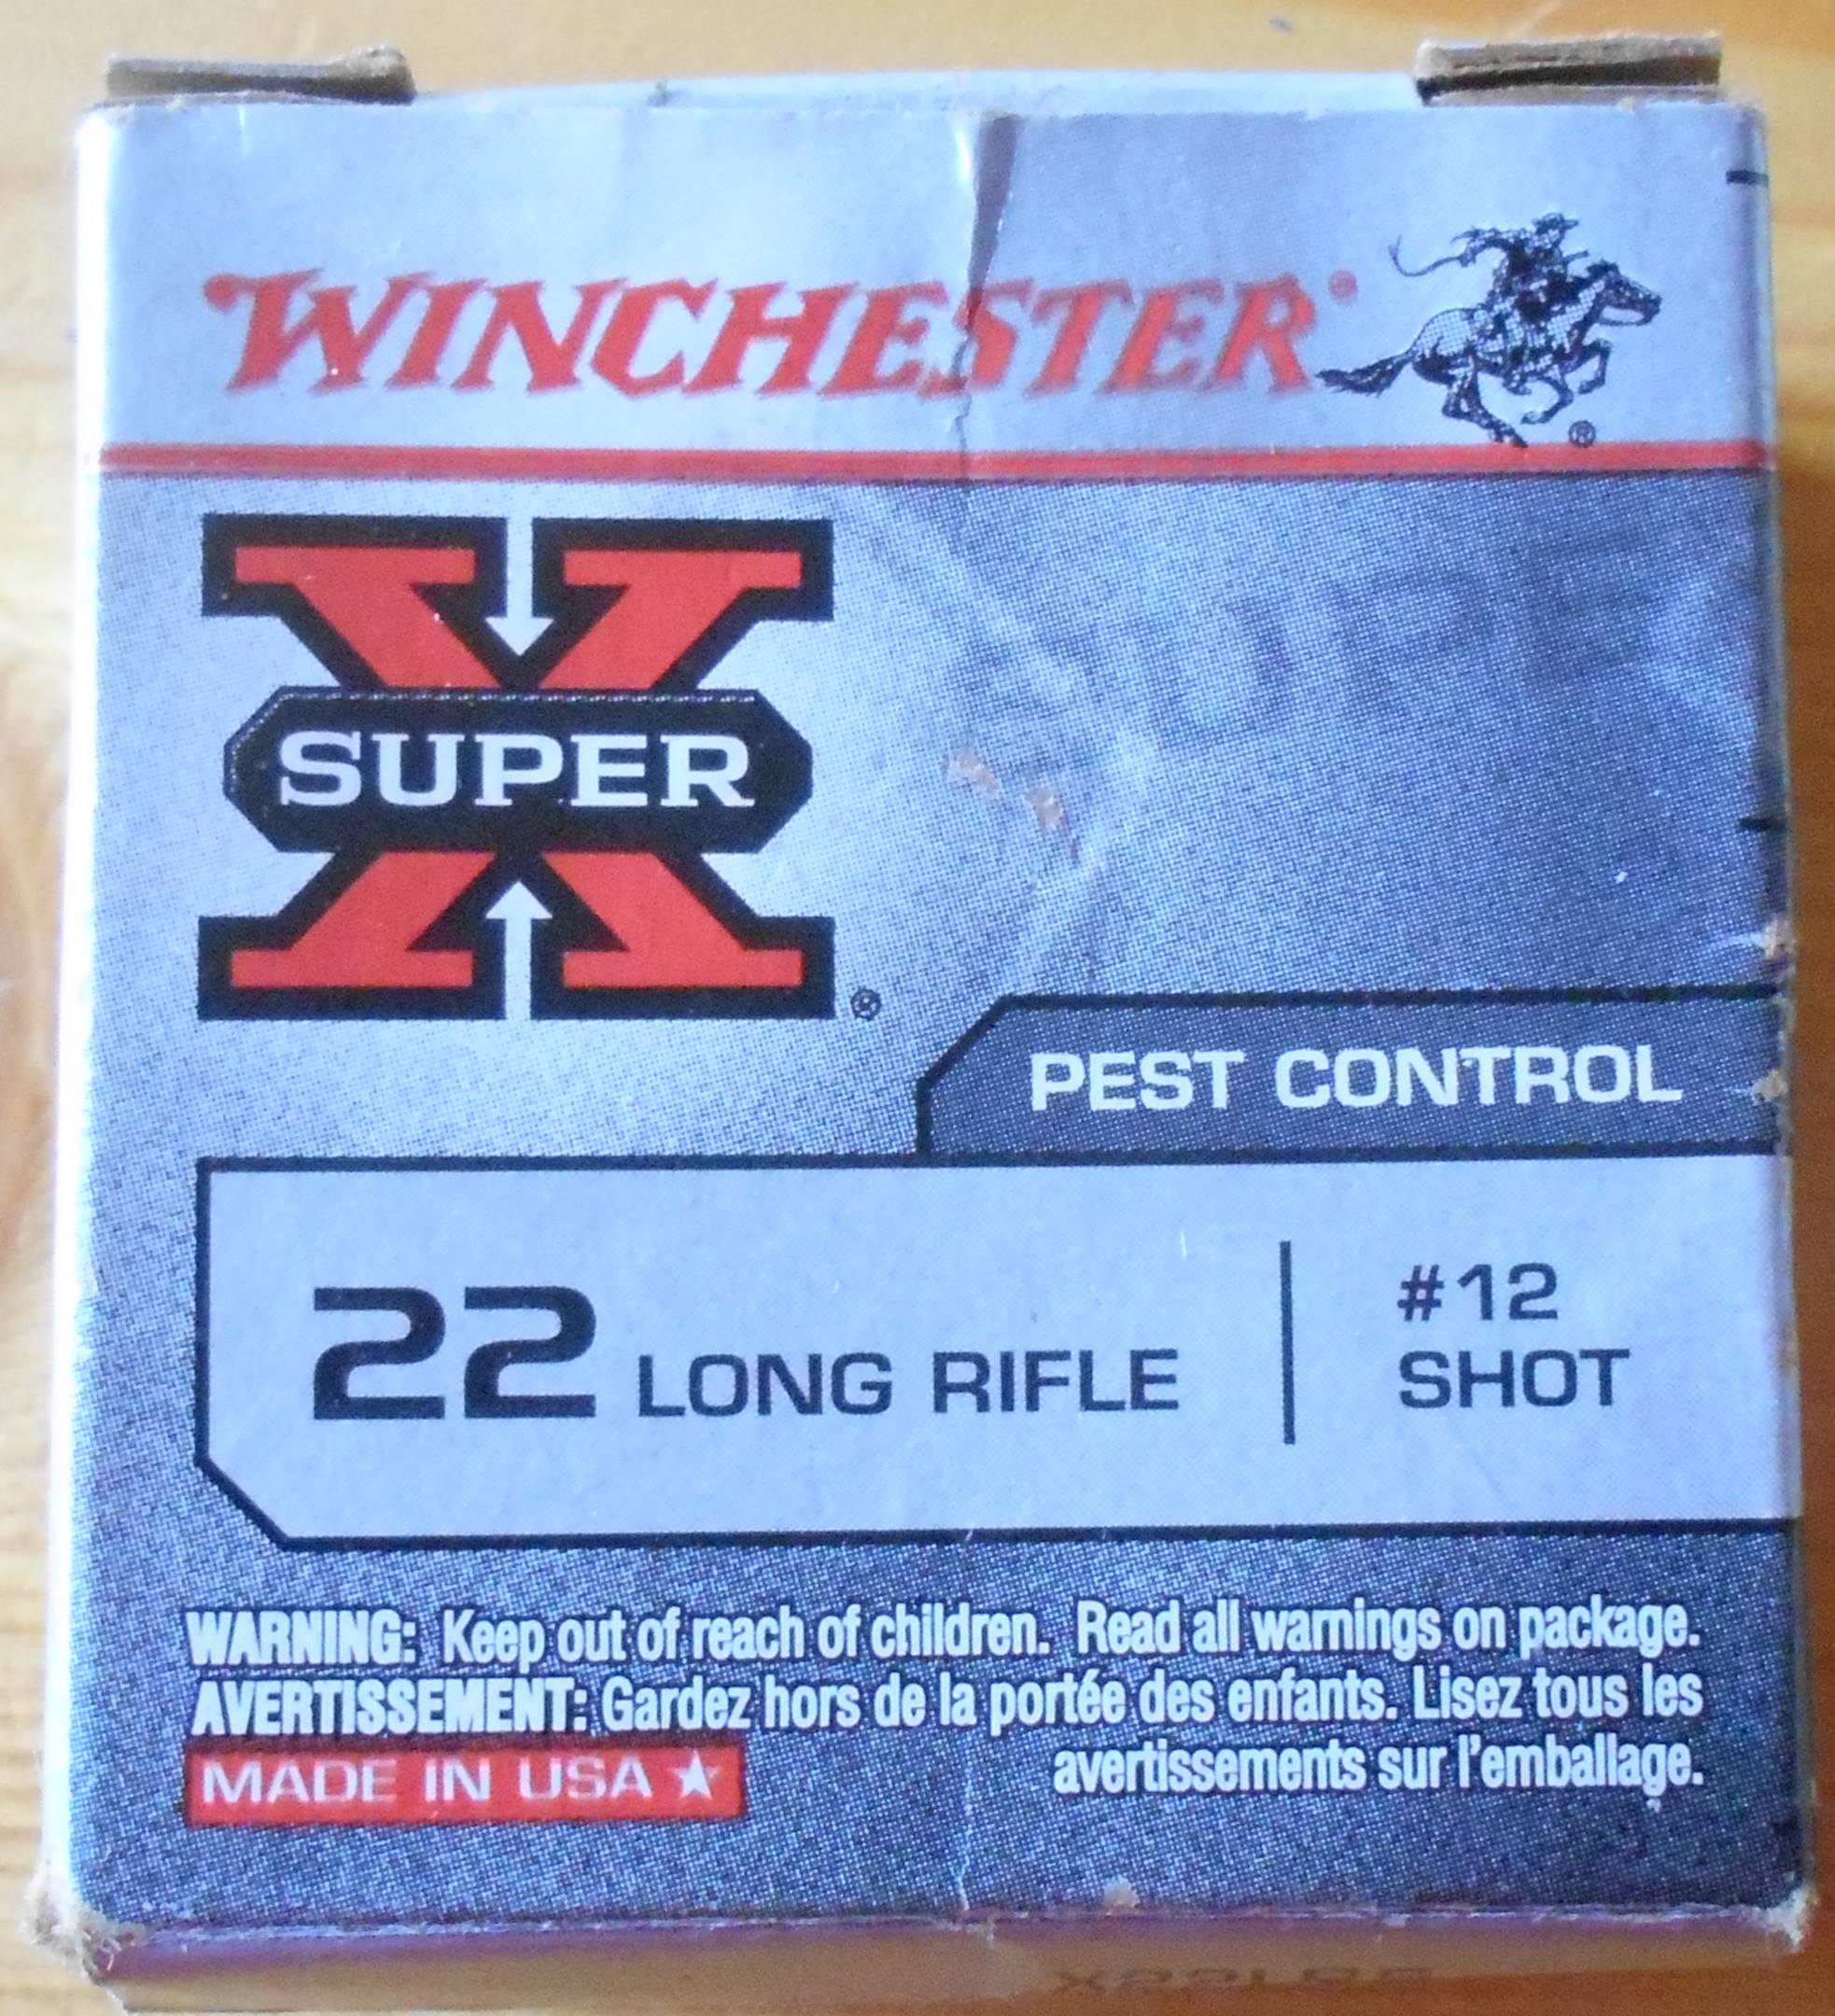 WINCHESTER®
®
SUPER
X
®
PEST CONTROL
22 LONG RIFLE
#12
SHOT
WARNING: Keep out of reach of children. Read all warnings on package.
AVERTISSEMENT: Gardez hors de la portée des enfants. Lisez tous les
avertissements sur l'emballage.
MADE IN USA